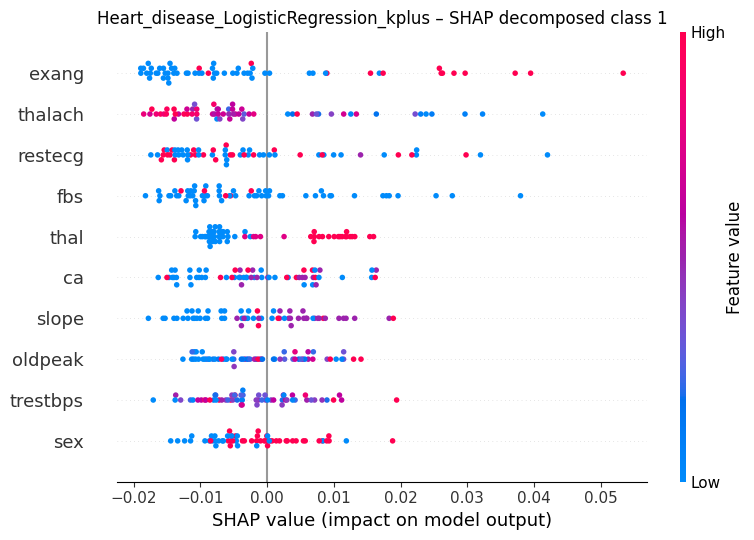 Heart_disease_LogisticRegression_kplus – SHAP decomposed class 1
High
exang
thalach
restecg
fbs
thal
ca
slope
oldpeak
trestbps
sex
Feature value
Low
−0.02 −0.01 0.00 0.01 0.02 0.03 0.04 0.05
SHAP value (impact on model output)